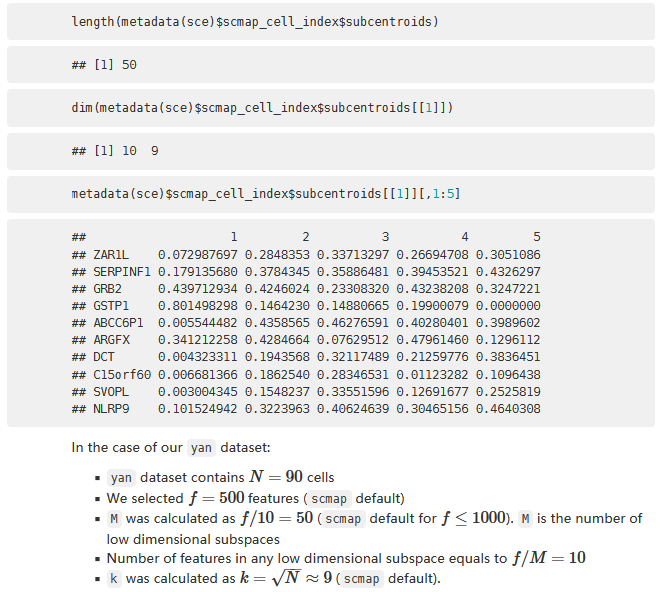 length(metadata(sce)$scmap_cell_index$subcentroids)
## [1] 50
dim(metadata(sce)$scmap_cell_index$subcentroids[[1]])
## [1] 10  9
metadata(sce)$scmap_cell_index$subcentroids[[1]][,1:5]
##                    1         2          3          4         5
## ZAR1L    0.072987697 0.2848353 0.33713297 0.26694708 0.3051086
## SERPINF1 0.179135680 0.3784345 0.35886481 0.39453521 0.4326297
## GRB2     0.439712934 0.4246024 0.23308320 0.43238208 0.3247221
## GSTP1    0.801498298 0.1464230 0.14880665 0.19900079 0.0000000
## ABCC6P1  0.005544482 0.4358565 0.46276591 0.40280401 0.3989602
## ARGFX    0.341212258 0.4284664 0.07629512 0.47961460 0.1296112
## DCT      0.004323311 0.1943568 0.32117489 0.21259776 0.3836451
## C15orf60 0.006681366 0.1862540 0.28346531 0.01123282 0.1096438
## SVOPL    0.003004345 0.1548237 0.33551596 0.12691677 0.2525819
## NLRP9    0.101524942 0.3223963 0.40624639 0.30465156 0.4640308
In the case of our yan dataset:
▪ yan dataset contains N = 90 cells
▪ We selected f = 500 features ( scmap default)
▪ M was calculated as f/10 = 50 ( scmap default for f ≤ 1000). M is the number of
low dimensional subspaces
▪ Number of features in any low dimensional subspace equals to f/M = 10
▪ k was calculated as k = √N ≈ 9 ( scmap default).